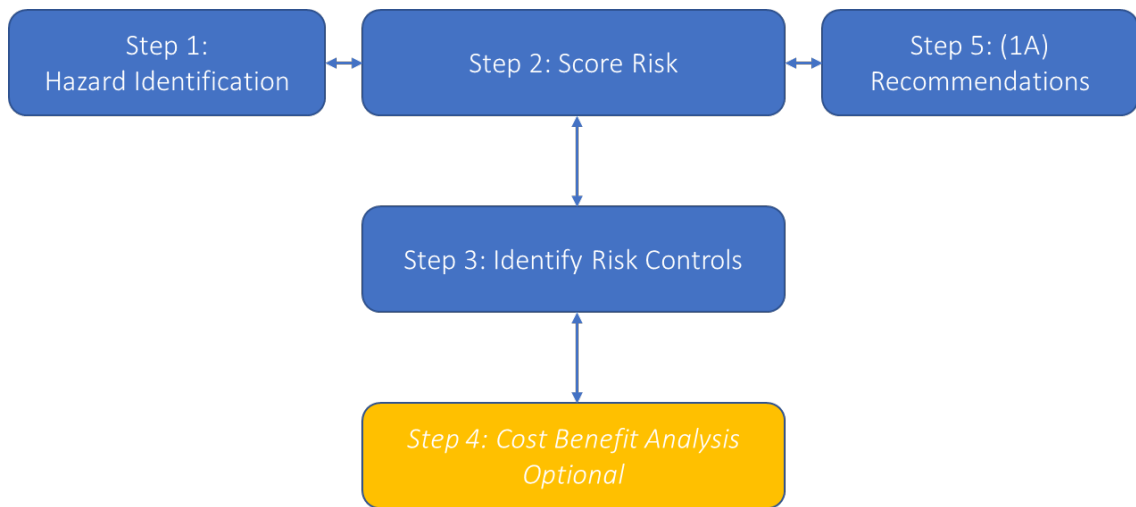 Step 1:
Hazard Identification
Step 2: Score Risk
Step 5: (1A)
Recommendations
Step 3: Identify Risk Controls
Step 4: Cost Benefit Analysis
Optional